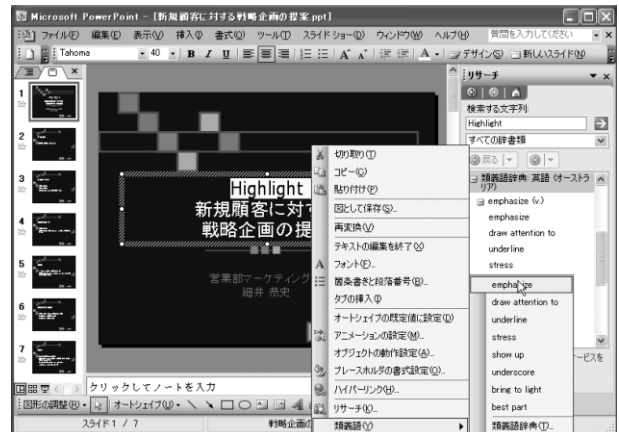 Microsoft PowerPoint - [新規顧客に対する戦略企画の提案.ppt]
ファイル(F) 編集(E) 表示(V) 挿入(I) 書式(O) ツール(T) スライド ショー(D) ウィンドウ(W) ヘルプ(H) 質問を入力してください
Tahoma 40 B I U S デザイン(S) 新しいスライド(N)
リサーチ
検索する文字列:
Highlight
すべての辞書類
戻る
類義語辞典: 英語 (オーストラリア)
emphasize (v.)
emphasize
draw attention to
underline
stress
1
2
3
4
5
6
7
Highlight
新規顧客に対す
戦略企画の提
営業部マーケティング
細井 恭史
切り取り(T)
コピー(C)
貼り付け(P)
図として保存(S)...
再変換(V)
テキストの編集を終了(X)
フォント(F)...
箇条書きと段落番号(B)...
タブの挿入(I)
オートシェイプの既定値に設定(D)
アニメーションの設定(M)...
オブジェクトの動作設定(A)...
プレースホルダの書式設定(O)...
ハイパーリンク(H)...
リサーチ(K)...
類義語(Y)
emphasize
draw attention to
underline
stress
show up
underscore
bring to light
best part
類義語辞典(T)...
ービスを
クリックしてノートを入力
図形の調整(R) オートシェイプ(U)
スライド 1 / 7